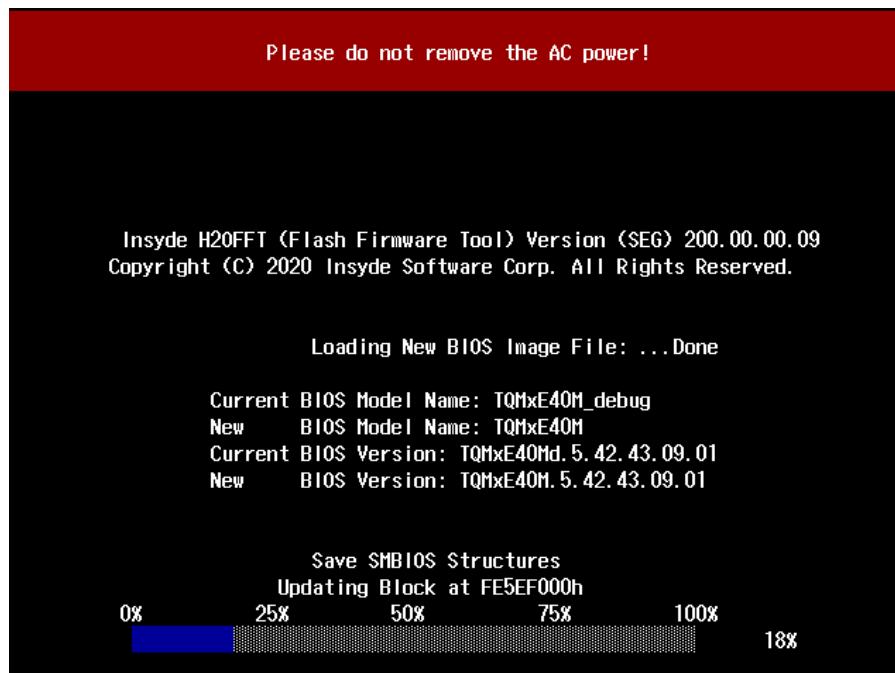 Please do not remove the AC power!
Insyde H2OFFT (Flash Firmware Tool) Version (SEG) 200.00.00.09
Copyright (C) 2020 Insyde Software Corp. All Rights Reserved.
Loading New BIOS Image File: ...Done
Current BIOS Model Name: TQMxE40M_debug
New BIOS Model Name: TQMxE40M
Current BIOS Version: TQMxE40Md.5.42.43.09.01
New BIOS Version: TQMxE40M.5.42.43.09.01
Save SMBIOS Structures
Updating Block at FE5EF000h
0% 25% 50% 75% 100%
18%